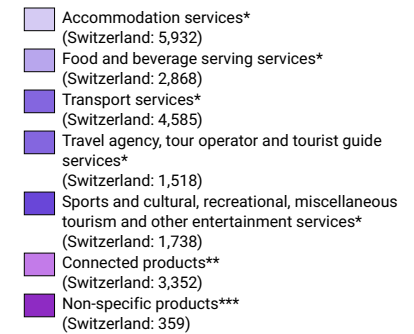 Accommodation services*
(Switzerland: 5,932)
Food and beverage serving services*
(Switzerland: 2,868)
Transport services*
(Switzerland: 4,585)
Travel agency, tour operator and tourist guide
services*
(Switzerland: 1,518)
Sports and cultural, recreational, miscellaneous
tourism and other entertainment services*
(Switzerland: 1,738)
Connected products**
(Switzerland: 3,352)
Non-specific products***
(Switzerland: 359)